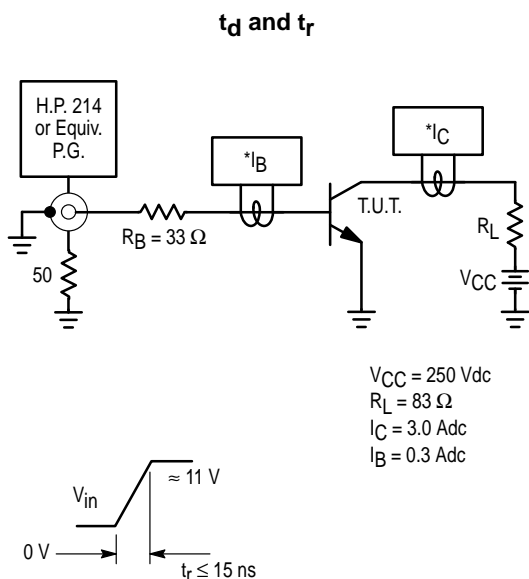 td and tr
H.P. 214
or Equiv.
P.G.
*IB
*IC
T.U.T.
RB = 33 Ω
RL
50
VCC
VCC = 250 Vdc
RL = 83 Ω
IC = 3.0 Adc
IB = 0.3 Adc
Vin
≈ 11 V
0 V
tr ≤ 15 ns